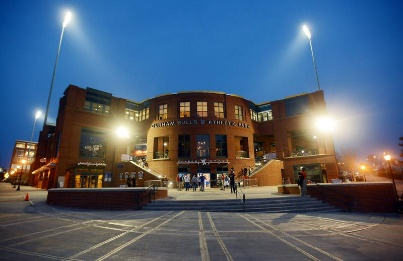 DURHAM BULLS ATHLETIC PARK